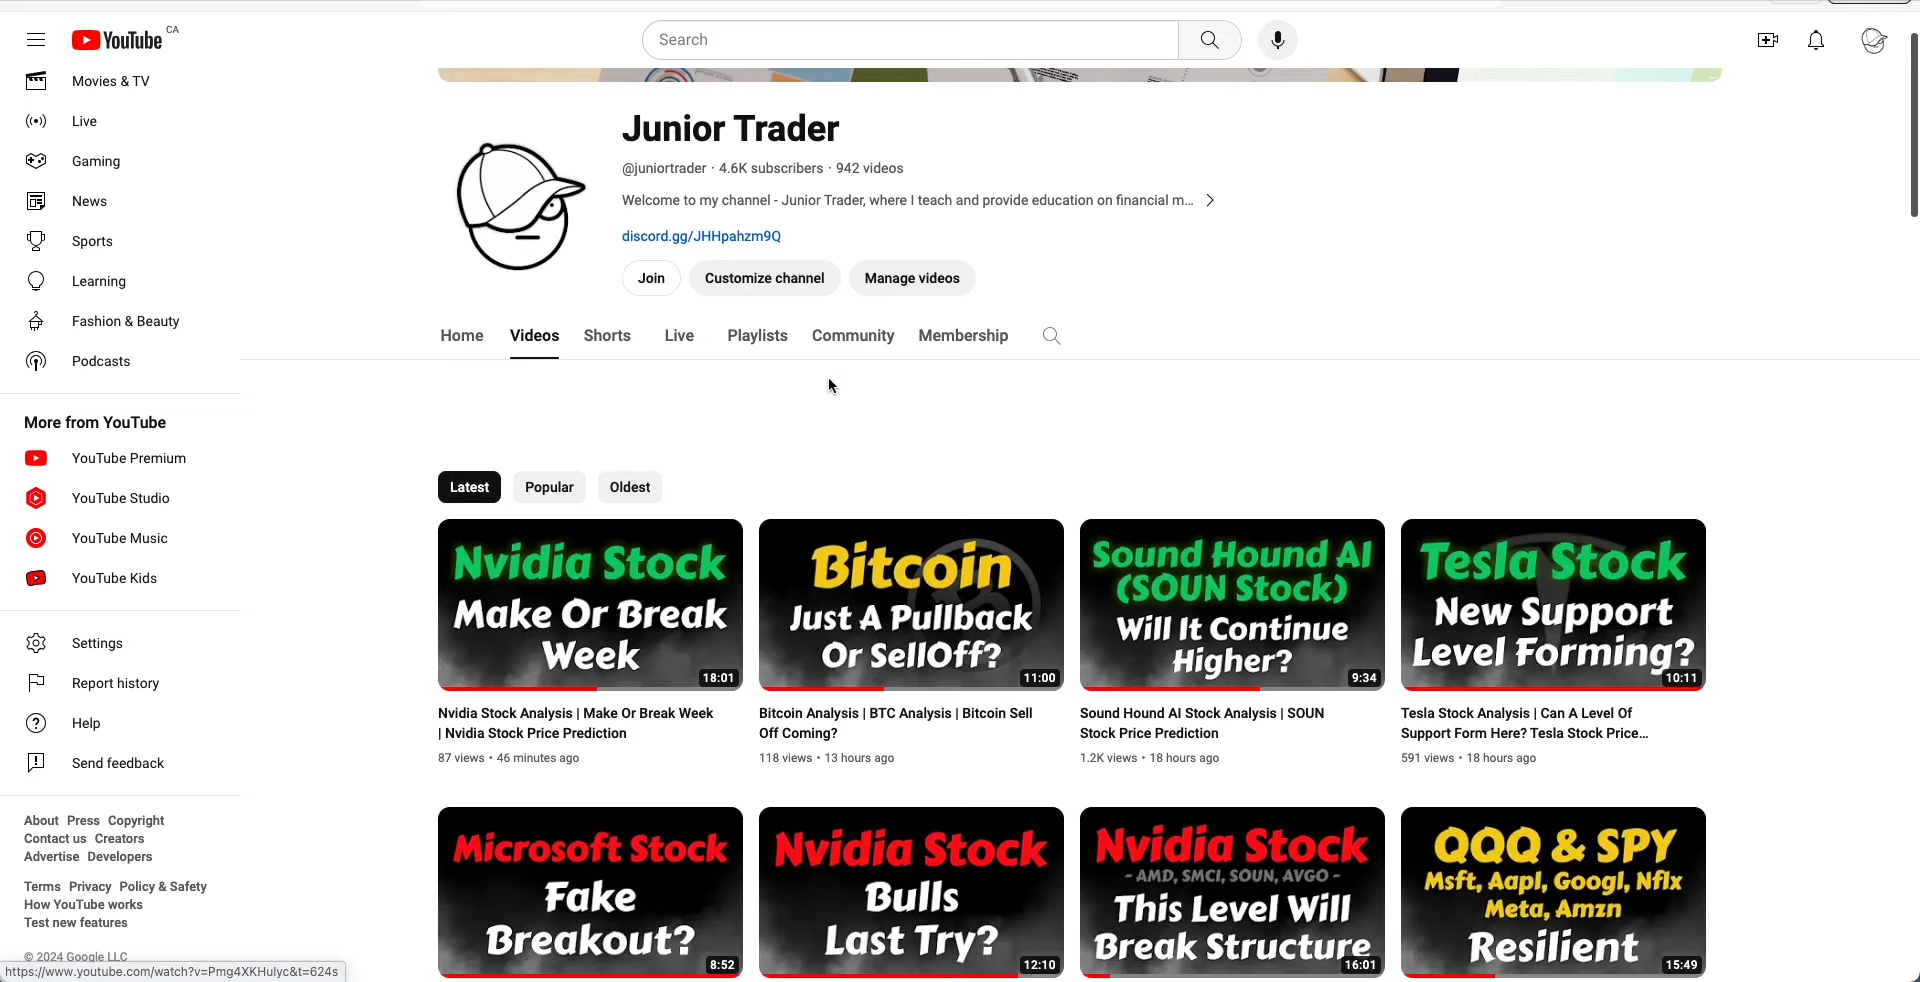 YouTube CA
Search
Movies & TV
Live
Gaming
News
Sports
Learning
Fashion & Beauty
Podcasts
More from YouTube
YouTube Premium
YouTube Studio
YouTube Music
YouTube Kids
Settings
Report history
Help
Send feedback
About Press Copyright
Contact us Creators
Advertise Developers
Terms Privacy Policy & Safety
How YouTube works
Test new features
© 2024 Google LLC
https://www.youtube.com/watch?v=Pmg4XKHulyc&t=624s
Junior Trader
@juniortrader · 4.6K subscribers · 942 videos
Welcome to my channel - Junior Trader, where I teach and provide education on financial m...
discord.gg/JHHpahzm9Q
Join Customize channel Manage videos
Home Videos Shorts Live Playlists Community Membership
Latest Popular Oldest
Nvidia Stock
Make Or Break
Week
18:01
Nvidia Stock Analysis | Make Or Break Week
| Nvidia Stock Price Prediction
87 views • 46 minutes ago
Bitcoin
Just A Pullback
Or SellOff?
11:00
Bitcoin Analysis | BTC Analysis | Bitcoin Sell
Off Coming?
118 views • 13 hours ago
Sound Hound AI
(SOUN Stock)
Will It Continue
Higher?
9:34
Sound Hound AI Stock Analysis | SOUN
Stock Price Prediction
1.2K views • 18 hours ago
Tesla Stock
New Support
Level Forming?
10:11
Tesla Stock Analysis | Can A Level Of
Support Form Here? Tesla Stock Price...
591 views • 18 hours ago
Microsoft Stock
Fake
Breakout?
8:52
Nvidia Stock
Bulls
Last Try?
12:10
Nvidia Stock
- AMD, SMCI, SOUN, AVGO -
This Level Will
Break Structure
16:01
QQQ & SPY
Msft, Aapl, Googl, Nflx
Meta, Amzn
Resilient
15:49